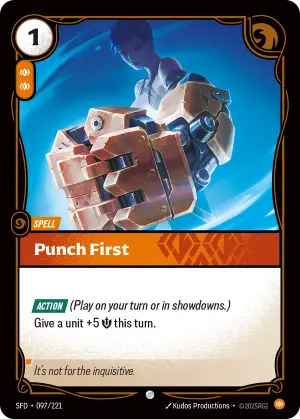 1
SPELL
Punch First
ACTION (Play on your turn or in showdowns.)
Give a unit +5 this turn.
It's not for the inquisitive.
SFD • 097/221 Kudos Productions • ©2025RGI